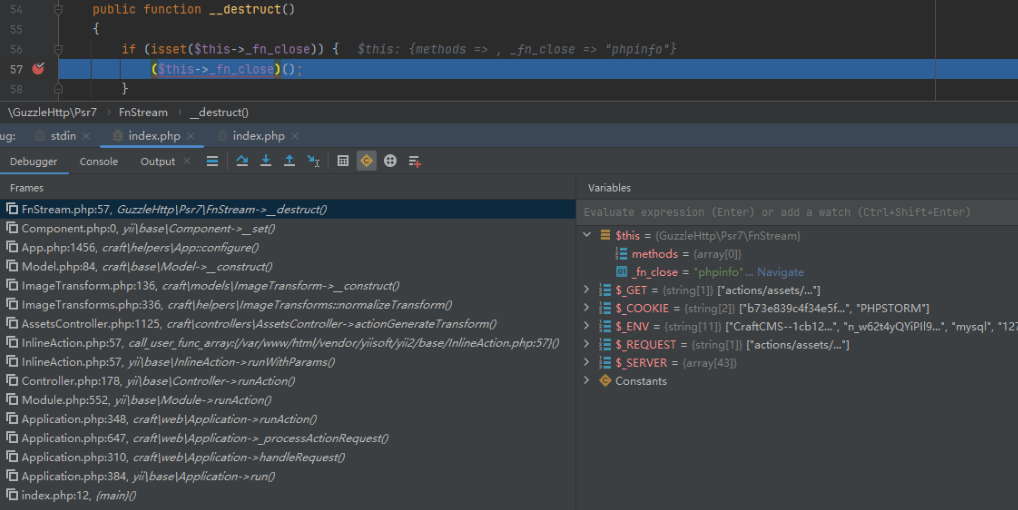 54 public function __destruct()
55 {
56 if (isset($this->_fn_close)) { $this: {methods => , _fn_close => "phpinfo"}
57 ($this->_fn_close)();
58 }
\GuzzleHttp\Psr7 › FnStream › __destruct()
ug: stdin × index.php × index.php ×
Debugger Console Output ×
Frames
FnStream.php:57, GuzzleHttp\Psr7\FnStream->__destruct()
Component.php:0, yii\base\Component->__set()
App.php:1456, craft\helpers\App::configure()
Model.php:84, craft\base\Model->__construct()
ImageTransform.php:136, craft\models\ImageTransform->__construct()
ImageTransforms.php:336, craft\helpers\ImageTransforms::normalizeTransform()
AssetsController.php:1125, craft\controllers\AssetsController->actionGenerateTransform()
InlineAction.php:57, call_user_func_array:{/var/www/html/vendor/yiisoft/yii2/base/InlineAction.php:57}()
InlineAction.php:57, yii\base\InlineAction->runWithParams()
Controller.php:178, yii\base\Controller->runAction()
Module.php:552, yii\base\Module->runAction()
Application.php:348, craft\web\Application->runAction()
Application.php:647, craft\web\Application->_processActionRequest()
Application.php:310, craft\web\Application->handleRequest()
Application.php:384, yii\base\Application->run()
index.php:12, {main}()
Variables
Evaluate expression (Enter) or add a watch (Ctrl+Shift+Enter)
$this = {GuzzleHttp\Psr7\FnStream}
methods = {array[0]}
_fn_close = "phpinfo"... Navigate
$_GET = {string[1]} ["actions/assets/..."]
$_COOKIE = {string[2]} ["b73e839c4f34e5f...", "PHPSTORM"]
$_ENV = {string[11]} ["CraftCMS--1cb12...", "n_w62t4yQYiPIl9...", "mysql", "127
$_REQUEST = {string[1]} ["actions/assets/..."]
$_SERVER = {array[43]}
Constants